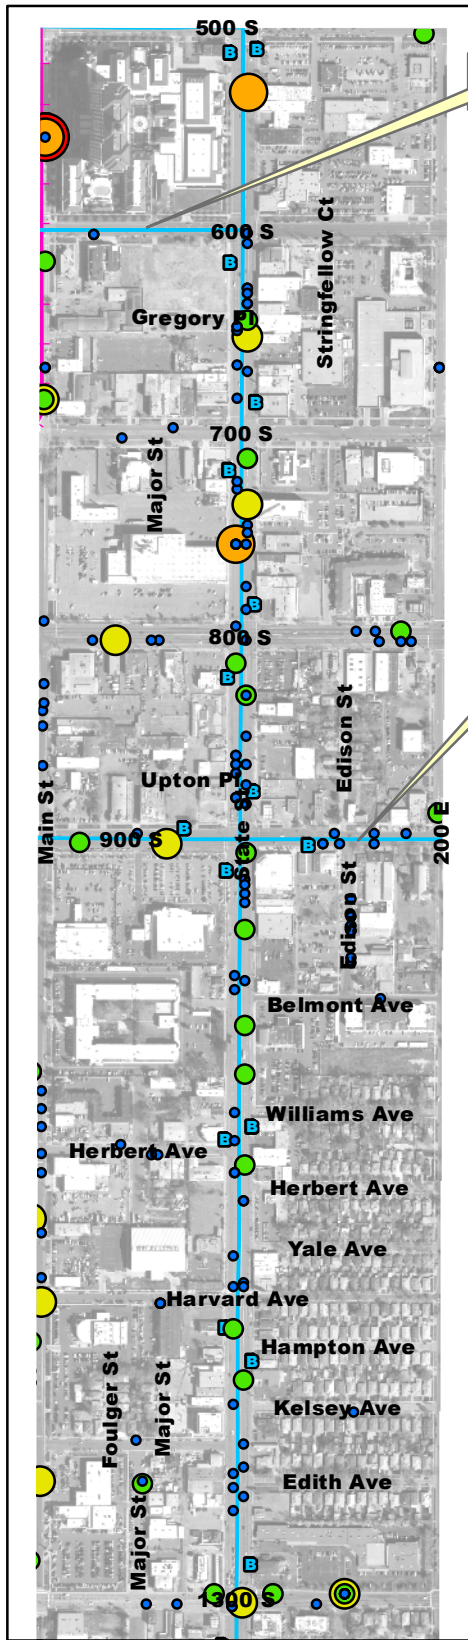 500 S
B
B
600 S
B
Stringfellow Ct
Gregory Pl
B
700 S
B
Major St
B
800 S
B
Edison St
Upton Pl
B
Main St
B
900 S
State St
B
200 E
B
Edison St
Belmont Ave
Williams Ave
B
B
Herbert Ave
Herbert Ave
Yale Ave
Harvard Ave
B
Hampton Ave
B
Foulger St
Major St
Kelsey Ave
Edith Ave
Major St
B
1300 S
B